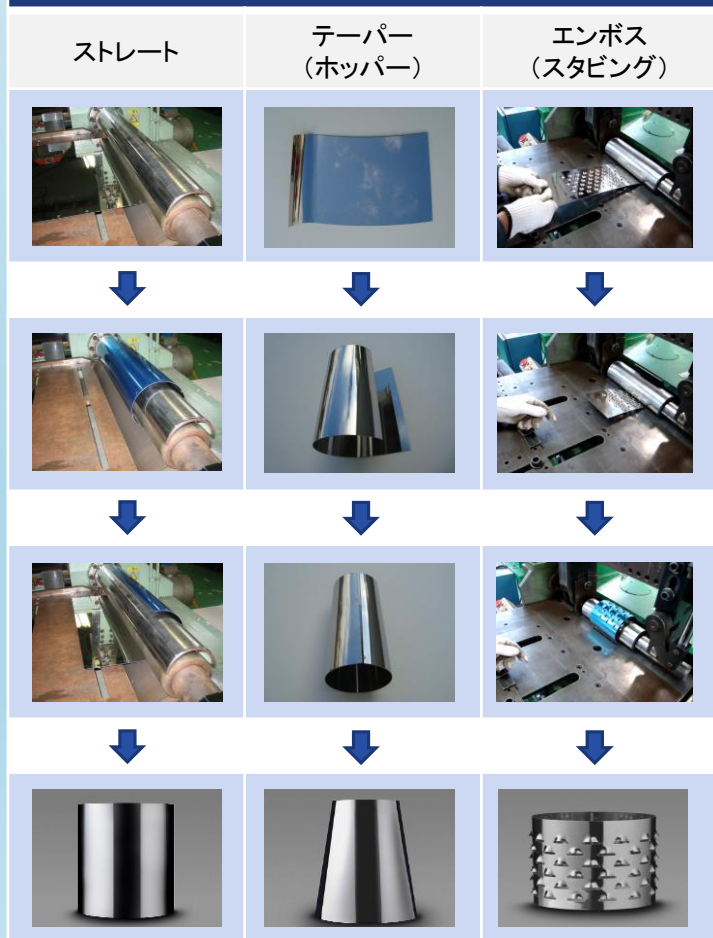 ストレート
テーパー
（ホッパー）
エンボス
（スタビング）